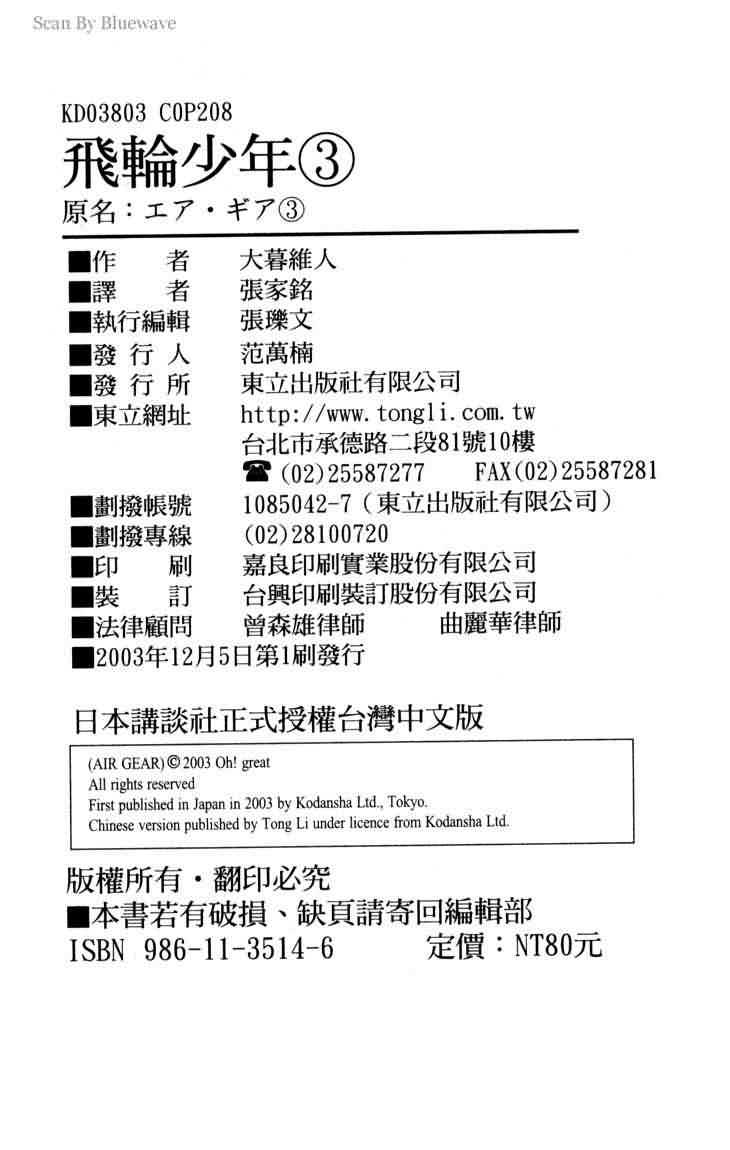 Scan By Bluewave
KD03803 COP208
飛輪少年③
原名：エア・ギア③
■作　者　大暮維人
■譯　者　張家銘
■執行編輯　張瓅文
■發行人　范萬楠
■發行所　東立出版社有限公司
■東立網址　http://www.tongli.com.tw
台北市承德路二段81號10樓
☎(02)25587277　FAX(02)25587281
■劃撥帳號　1085042-7（東立出版社有限公司）
■劃撥專線　(02)28100720
■印　刷　嘉良印刷實業股份有限公司
■裝　訂　台興印刷裝訂股份有限公司
■法律顧問　曾森雄律師　曲麗華律師
■2003年12月5日第1刷發行
日本講談社正式授權台灣中文版
(AIR GEAR)©2003 Oh! great
All rights reserved
First published in Japan in 2003 by Kodansha Ltd., Tokyo.
Chinese version published by Tong Li under licence from Kodansha Ltd.
版權所有・翻印必究
■本書若有破損、缺頁請寄回編輯部
ISBN 986-11-3514-6　定價：NT80元